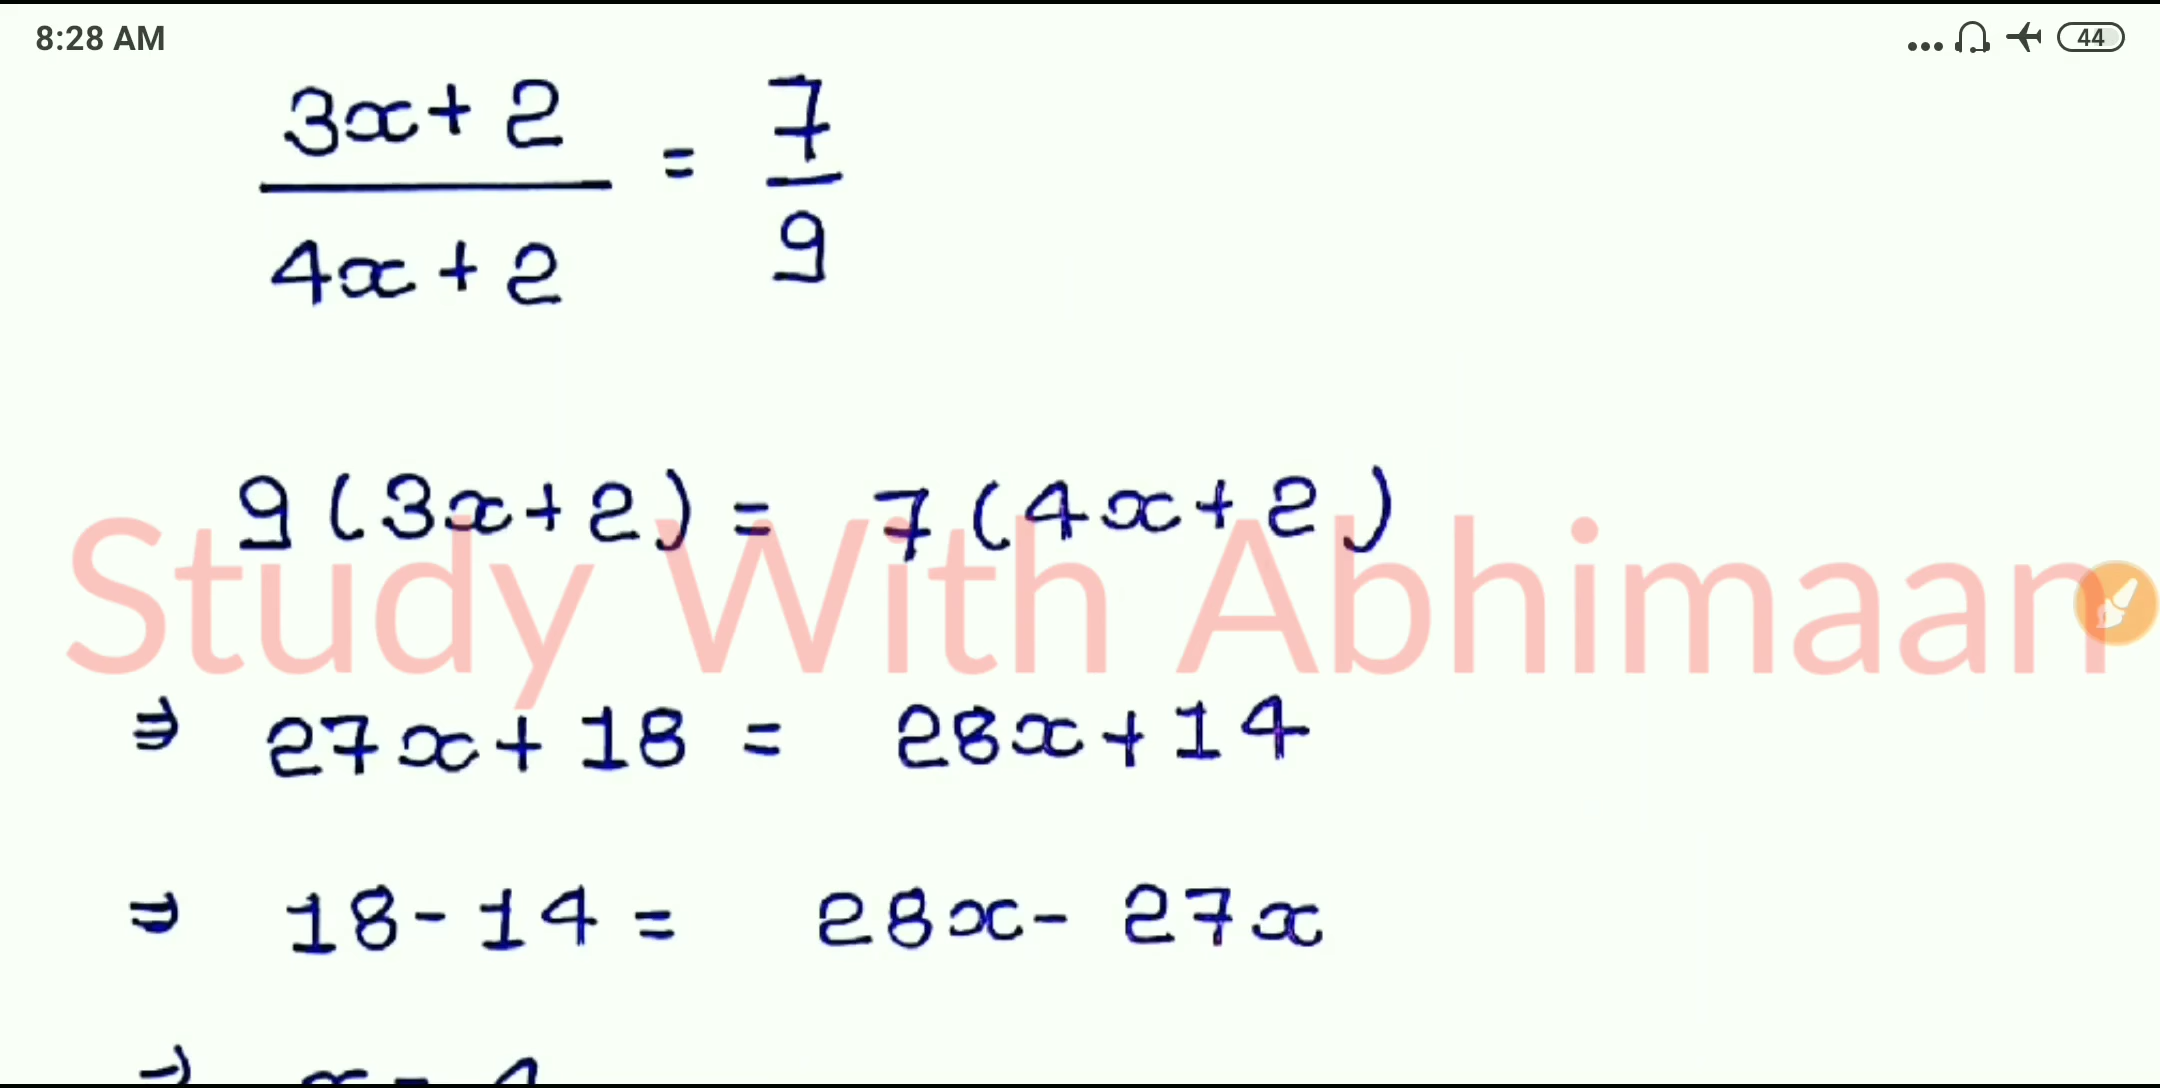 8:28 AM
44
3x+2
4x+2
=
7
9
9(3x+2) = 7(4x+2)
Study With Abhimaan
⇒ 27x+18 = 28x+14
⇒ 18-14 = 28x-27x